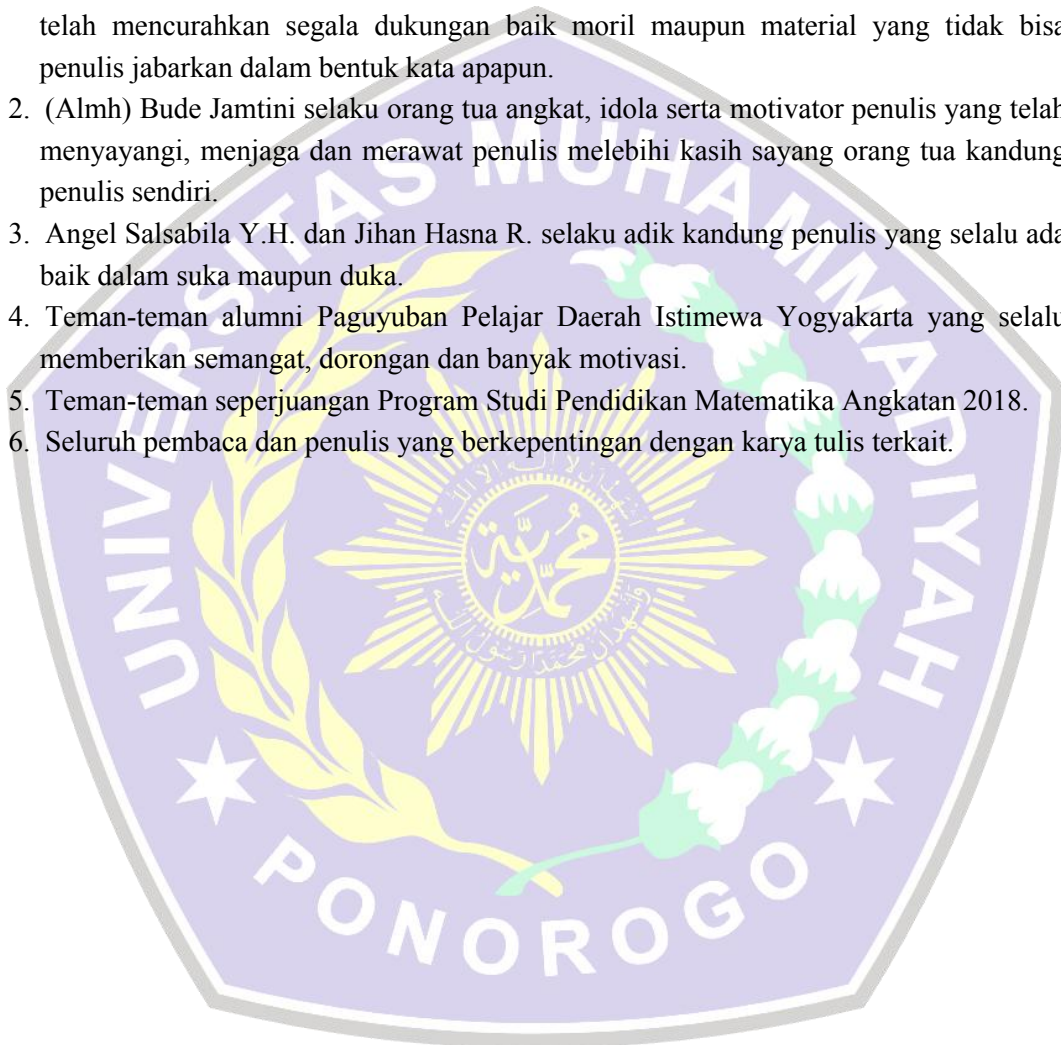 telah mencurahkan segala dukungan baik moril maupun material yang tidak bisa
penulis jabarkan dalam bentuk kata apapun.
2. (Almh) Bude Jamtini selaku orang tua angkat, idola serta motivator penulis yang telah
menyayangi, menjaga dan merawat penulis melebihi kasih sayang orang tua kandung
penulis sendiri.
3. Angel Salsabila Y.H. dan Jihan Hasna R. selaku adik kandung penulis yang selalu ada
baik dalam suka maupun duka.
4. Teman-teman alumni Paguyuban Pelajar Daerah Istimewa Yogyakarta yang selalu
memberikan semangat, dorongan dan banyak motivasi.
5. Teman-teman seperjuangan Program Studi Pendidikan Matematika Angkatan 2018.
6. Seluruh pembaca dan penulis yang berkepentingan dengan karya tulis terkait.
UNIVERSITAS MUHAMMADIYAH
PONOROGO
محمدية